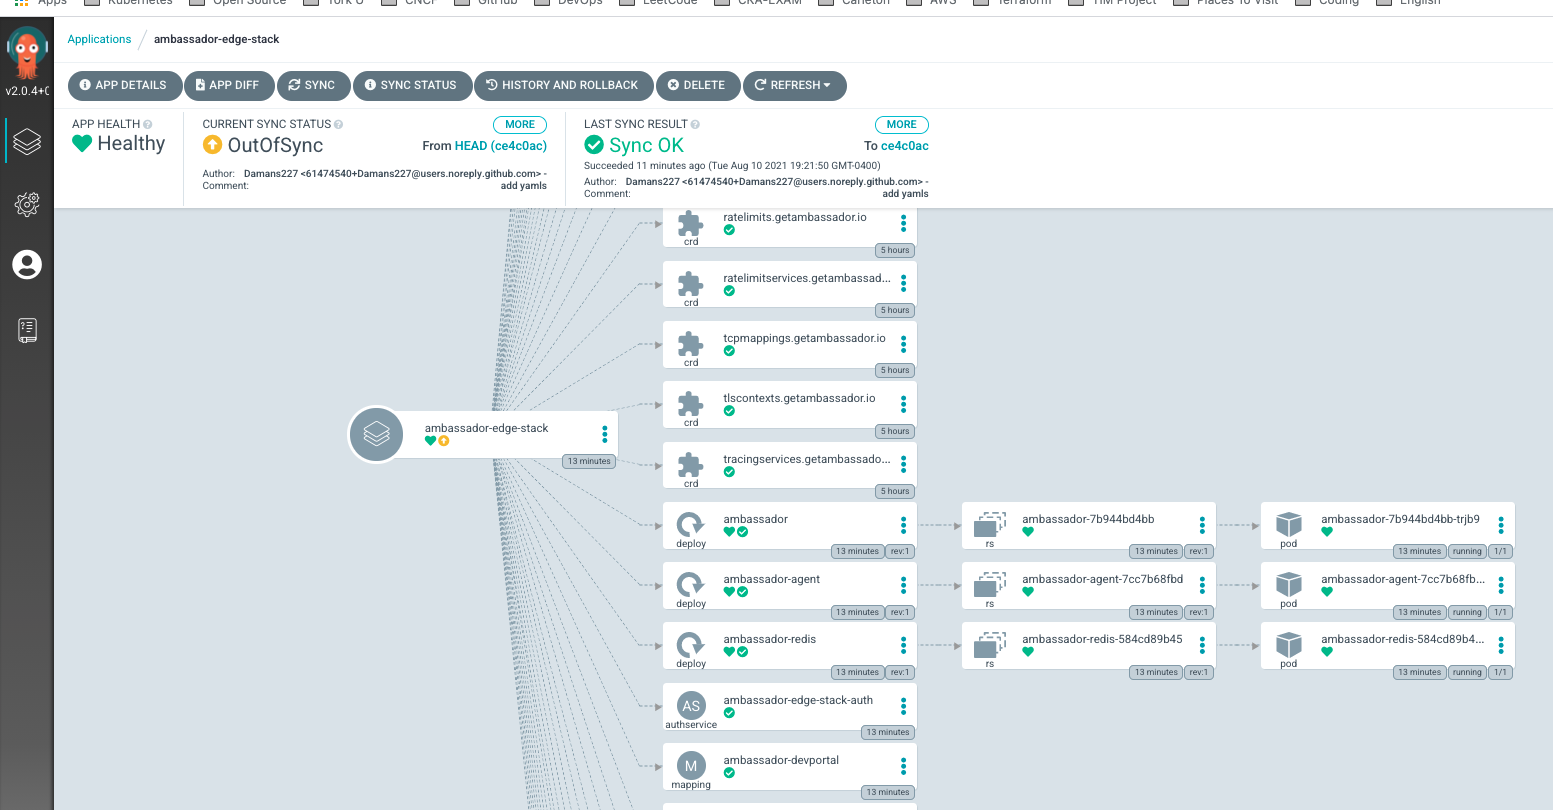 Apps Kubernetes Open Source York U CNCF GitHub DevOps LeetCode CKA-EXAM Carleton AWS Terraform TM Project Places To Visit Coding English
Applications / ambassador-edge-stack
v2.0.4+0
APP DETAILS APP DIFF SYNC SYNC STATUS HISTORY AND ROLLBACK DELETE REFRESH
APP HEALTH
Healthy
CURRENT SYNC STATUS MORE
OutOfSync From HEAD (ce4c0ac)
Author: Damans227 <61474540+Damans227@users.noreply.github.com> -
Comment: add yamls
LAST SYNC RESULT MORE
Sync OK To ce4c0ac
Succeeded 11 minutes ago (Tue Aug 10 2021 19:21:50 GMT-0400)
Author: Damans227 <61474540+Damans227@users.noreply.github.com> -
Comment: add yamls
ambassador-edge-stack
13 minutes
ratelimits.getambassador.io
crd
5 hours
ratelimitservices.getambassad...
crd
5 hours
tcpmappings.getambassador.io
crd
5 hours
tlscontexts.getambassador.io
crd
5 hours
tracingservices.getambassado...
crd
5 hours
ambassador
deploy
13 minutes rev:1
ambassador-7b944bd4bb
rs
13 minutes rev:1
ambassador-7b944bd4bb-trjb9
pod
13 minutes running 1/1
ambassador-agent
deploy
13 minutes rev:1
ambassador-agent-7cc7b68fbd
rs
13 minutes rev:1
ambassador-agent-7cc7b68fb...
pod
13 minutes running 1/1
ambassador-redis
deploy
13 minutes rev:1
ambassador-redis-584cd89b45
rs
13 minutes rev:1
ambassador-redis-584cd89b4...
pod
13 minutes running 1/1
AS
ambassador-edge-stack-auth
authservice
13 minutes
M
ambassador-devportal
mapping
13 minutes